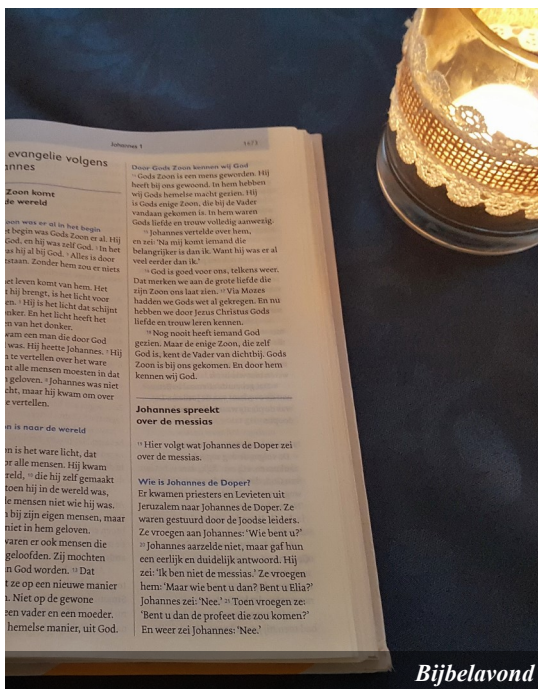 Johannes 1
1473
evangelie volgens
Zoon komt
de wereld
was er al in het begin
begin was Gods Zoon er al. Hij
God, en hij was zelf God. ² In het
was hij al bij God. ³ Alles is door
ontstaan. Zonder hem zou er niets
het leven komt van hem. Het
hij brengt, is het licht voor
en. ⁵ Hij is het licht dat schijnt
donker. En het licht heeft het
en van het donker.
kwam een man die door God
was. Hij heette Johannes. ⁷ Hij
te vertellen over het ware
alle mensen moesten in dat
geloven. ⁸ Johannes was niet
maar hij kwam om over
te vertellen.
is naar de wereld
is het ware licht, dat
alle mensen. Hij kwam
¹⁰ die hij zelf gemaakt
toen hij in de wereld was,
de mensen niet wie hij was.
bij zijn eigen mensen, maar
niet in hem geloven.
waren er ook mensen die
geloofden. Zij mochten
van God worden. ¹³ Dat
ze op een nieuwe manier
Niet op de gewone
een vader en een moeder.
hemelse manier, uit God.
Door Gods Zoon kennen wij God
¹⁴ Gods Zoon is een mens geworden. Hij
heeft bij ons gewoond. In hem hebben
wij Gods hemelse macht gezien. Hij
is Gods enige Zoon, die bij de Vader
vandaan gekomen is. In hem waren
Gods liefde en trouw volledig aanwezig.
¹⁵ Johannes vertelde over hem,
en zei: ‘Na mij komt iemand die
belangrijker is dan ik. Want hij was er al
veel eerder dan ik.’
¹⁶ God is goed voor ons, telkens weer.
Dat merken we aan de grote liefde die
zijn Zoon ons laat zien. ¹⁷ Via Mozes
hadden we Gods wet al gekregen. En nu
hebben we door Jezus Christus Gods
liefde en trouw leren kennen.
¹⁸ Nog nooit heeft iemand God
gezien. Maar de enige Zoon, die zelf
God is, kent de Vader van dichtbij. Gods
Zoon is bij ons gekomen. En door hem
kennen wij God.
Johannes spreekt
over de messias
¹⁹ Hier volgt wat Johannes de Doper zei
over de messias.
Wie is Johannes de Doper?
Er kwamen priesters en Levieten uit
Jeruzalem naar Johannes de Doper. Ze
waren gestuurd door de Joodse leiders.
Ze vroegen aan Johannes: ‘Wie bent u?’
²⁰ Johannes aarzelde niet, maar gaf hun
een eerlijk en duidelijk antwoord. Hij
zei: ‘Ik ben niet de messias.’ ²¹ Ze vroegen
hem: ‘Maar wie bent u dan? Bent u Elia?’
Johannes zei: ‘Nee.’ Toen vroegen ze:
‘Bent u dan de profeet die zou komen?’
En weer zei Johannes: ‘Nee.’
Bijbelavond